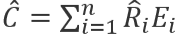 Ĉ = ∑ⁿᵢ₌₁ R̂ᵢEᵢ